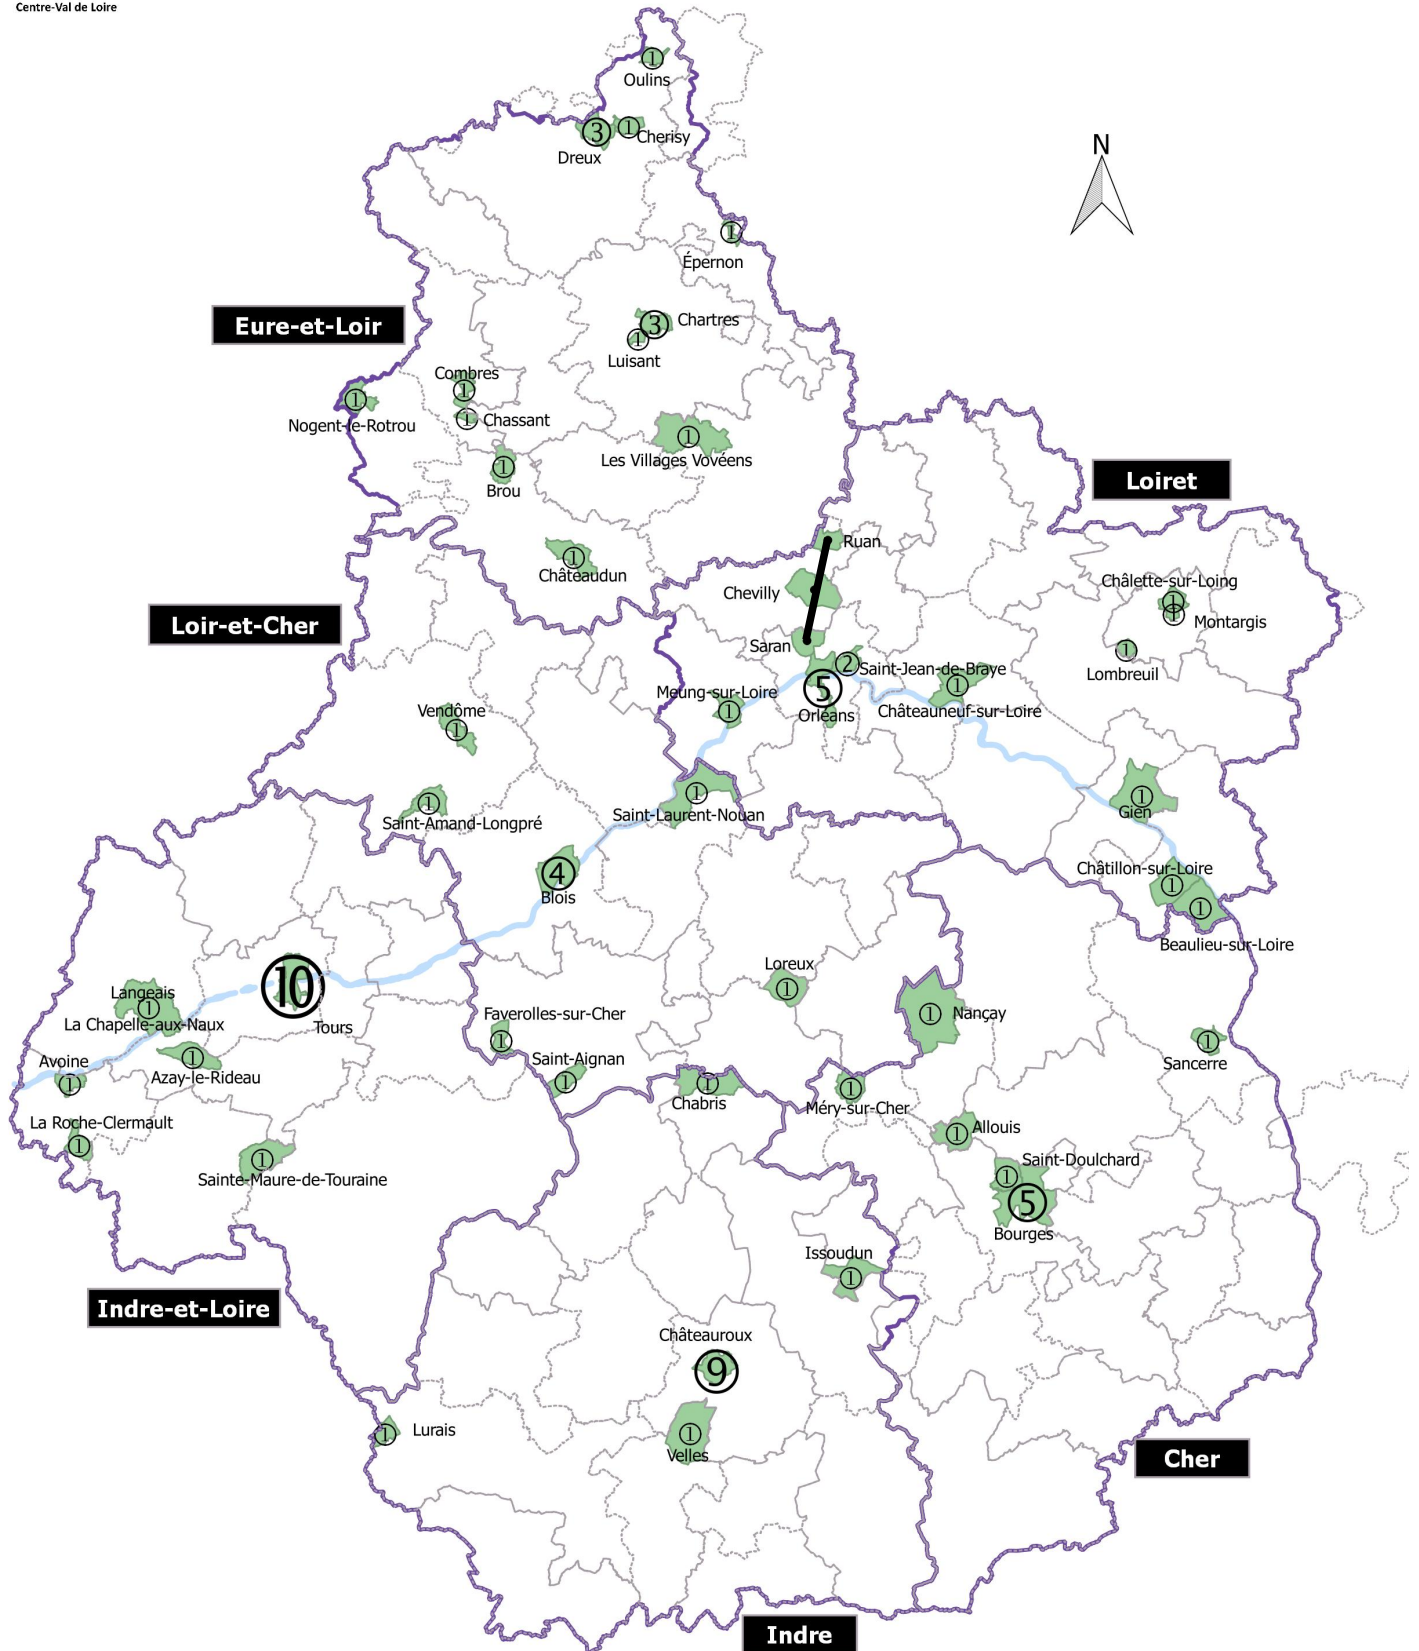 Centre-Val de Loire
①
Oulins
③
①
Cherisy
Dreux
N
①
Épernon
Eure-et-Loir
③
Chartres
①
Luisant
Combres
①
①
Nogent-le-Rotrou
①
Chassant
①
Les Villages Vovéens
①
Brou
Loiret
Ruan
①
Châteaudun
Châlette-sur-Loing
Chevilly
①
①
Montargis
Loir-et-Cher
Saran
①
Lombreuil
②
Saint-Jean-de-Braye
⑤
Orléans
①
Châteauneuf-sur-Loire
Meung-sur-Loire
①
Vendôme
①
①
Saint-Laurent-Nouan
①
Gien
①
Saint-Amand-Longpré
④
Blois
Châtillon-sur-Loire
①
①
Beaulieu-sur-Loire
Loreux
①
⑩
Tours
Langeais
①
La Chapelle-aux-Naux
①
Nançay
Faverolles-sur-Cher
①
①
Sancerre
Avoine
①
①
Azay-le-Rideau
Saint-Aignan
①
①
Chabris
①
Méry-sur-Cher
La Roche-Clermault
①
①
Allouis
①
Sainte-Maure-de-Touraine
Saint-Doulchard
①
⑤
Bourges
Issoudun
①
Indre-et-Loire
Châteauroux
⑨
①
Lurais
①
Velles
Cher
Indre